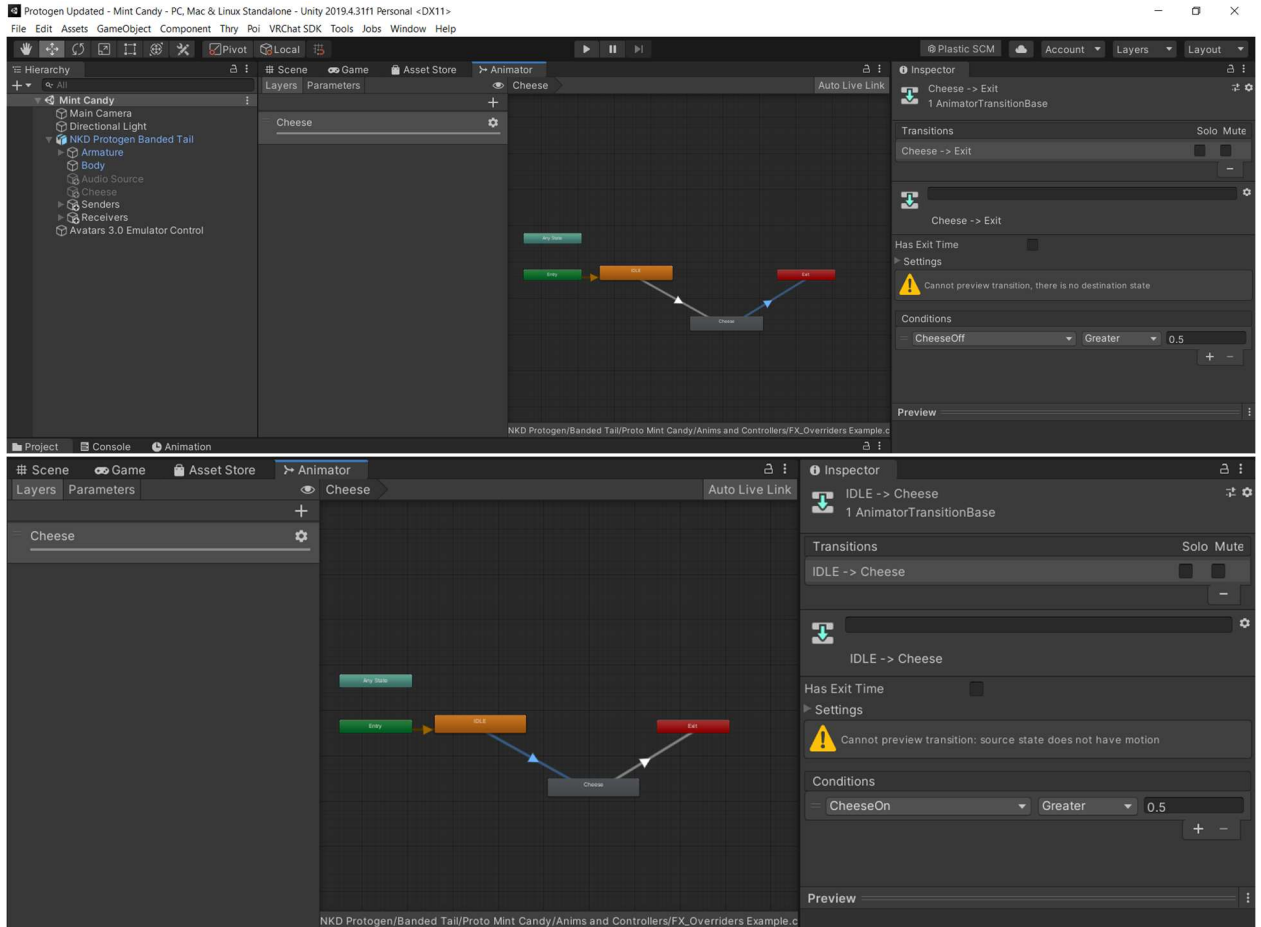 Protogen Updated - Mint Candy - PC, Mac & Linux Standalone - Unity 2019.4.31f1 Personal <DX11>
File Edit Assets GameObject Component Thry Poi VRChat SDK Tools Jobs Window Help
Pivot Local Plastic SCM Account Layers Layout
Hierarchy # Scene Game Asset Store Animator Inspector
All Layers Parameters Cheese Auto Live Link Cheese -> Exit
1 AnimatorTransitionBase
Mint Candy
Main Camera
Directional Light
NKD Protogen Banded Tail
Armature
Body
Audio Source
Cheese
Senders
Receivers
Avatars 3.0 Emulator Control
Cheese
Any State
Entry IDLE Exit
Cheese
NKD Protogen/Banded Tail/Proto Mint Candy/Anims and Controllers/FX_Overriders Example.c
Transitions Solo Mute
Cheese -> Exit
Cheese -> Exit
Has Exit Time
Settings
Cannot preview transition, there is no destination state
Conditions
CheeseOff Greater 0.5
+ -
Preview
Project Console Animation
# Scene Game Asset Store Animator Inspector
Layers Parameters Cheese Auto Live Link IDLE -> Cheese
1 AnimatorTransitionBase
Cheese
Any State
Entry IDLE Exit
Cheese
NKD Protogen/Banded Tail/Proto Mint Candy/Anims and Controllers/FX_Overriders Example.c
Transitions Solo Mute
IDLE -> Cheese
IDLE -> Cheese
Has Exit Time
Settings
Cannot preview transition: source state does not have motion
Conditions
CheeseOn Greater 0.5
+ -
Preview